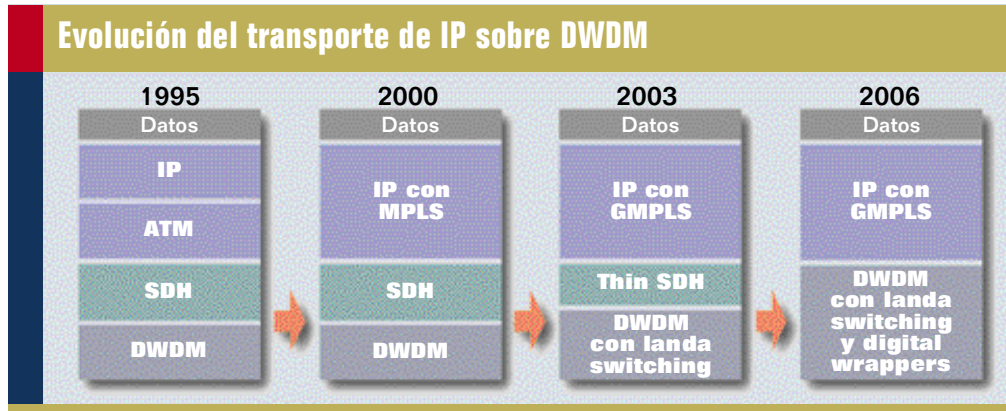 Evolución del transporte de IP sobre DWDM
1995
Datos
IP
ATM
SDH
DWDM
2000
Datos
IP con
MPLS
SDH
DWDM
2003
Datos
IP con
GMPLS
Thin SDH
DWDM
con landa
switching
2006
Datos
IP con
GMPLS
DWDM
con landa
switching
y digital
wrappers